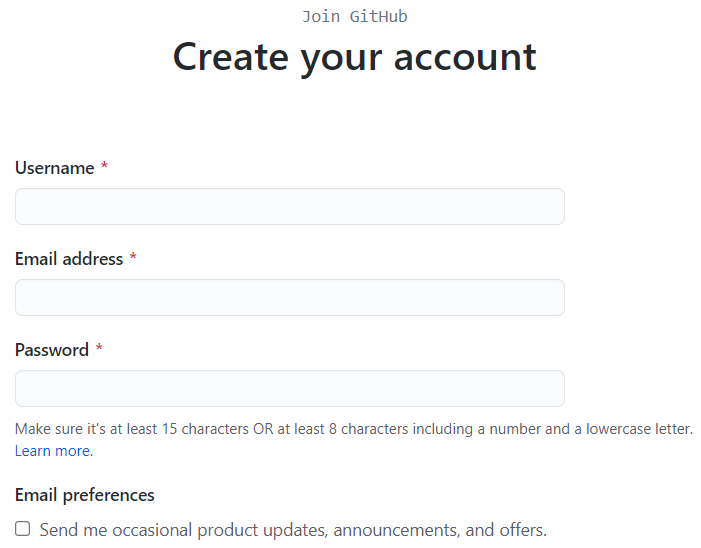 Join GitHub
Create your account
Username *
Email address *
Password *
Make sure it's at least 15 characters OR at least 8 characters including a number and a lowercase letter.
Learn more.
Email preferences
Send me occasional product updates, announcements, and offers.